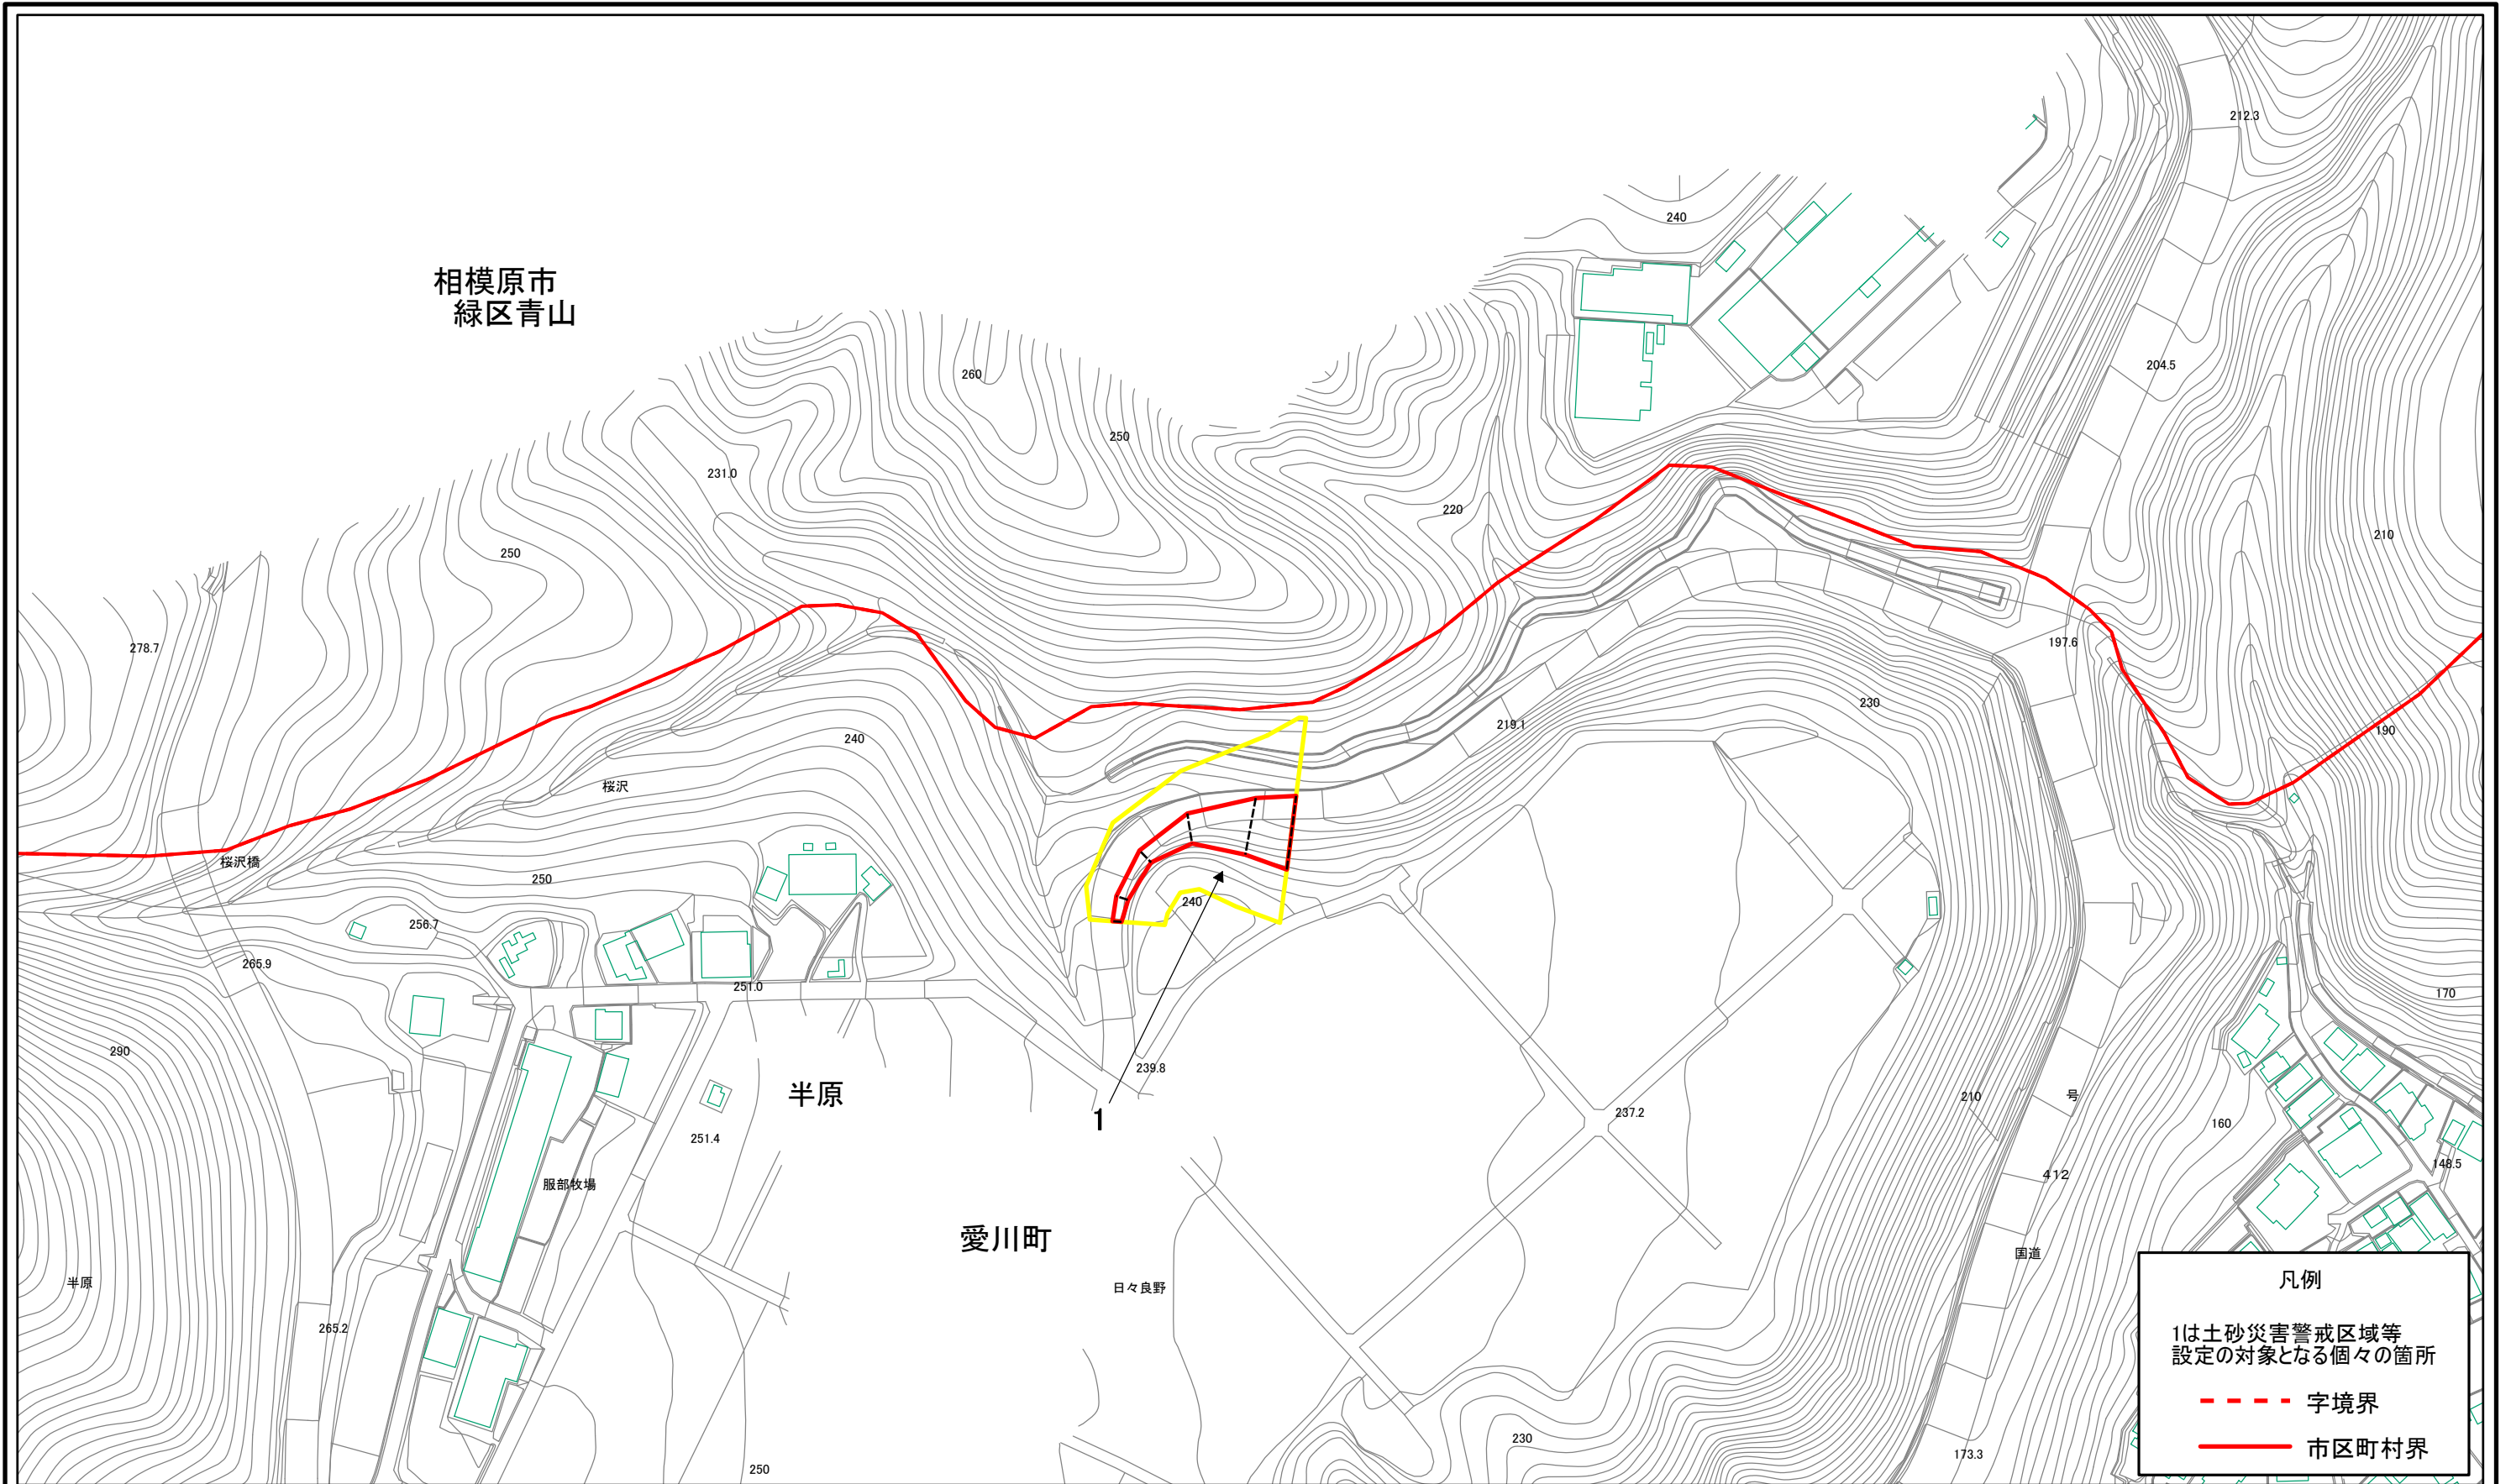 212.3
240
相模原市
緑区青山
204.5
260
250
231.0
220
210
250
278.7
197.6
230
219.1
190
240
桜沢
桜沢橋
250
240
256.7
265.9
251.0
170
290
239.8
半原
210
号
237.2
160
1
251.4
148.5
412
服部牧場
愛川町
国道
半原
日々良野
265.2
230
173.3
250
凡例
1は土砂災害警戒区域等
設定の対象となる個々の箇所
字境界
市区町村界